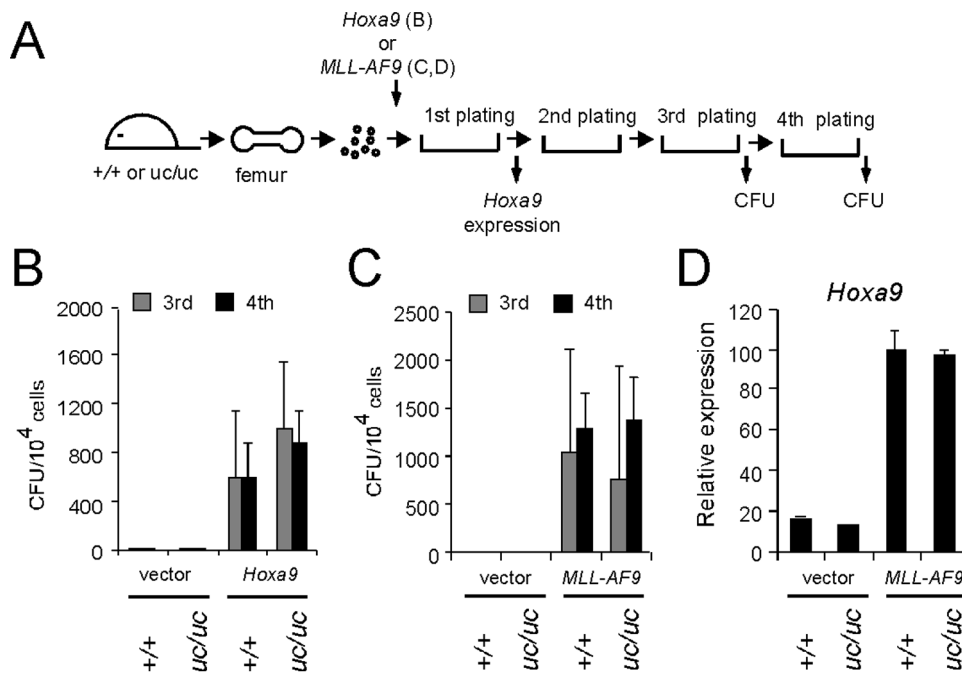 A
Hoxa9 (B)
or
MLL-AF9 (C,D)
1st plating
2nd plating
3rd plating
4th plating
+/+ or uc/uc
femur
Hoxa9
expression
CFU
CFU
B
3rd
4th
CFU/10^4 cells
2000
1600
1200
800
400
0
vector
Hoxa9
+/+
uc/uc
+/+
uc/uc
C
3rd
4th
CFU/10^4 cells
2500
2000
1500
1000
500
0
vector
MLL-AF9
+/+
uc/uc
+/+
uc/uc
D
Hoxa9
Relative expression
120
100
80
60
40
20
0
vector
MLL-AF9
+/+
uc/uc
+/+
uc/uc